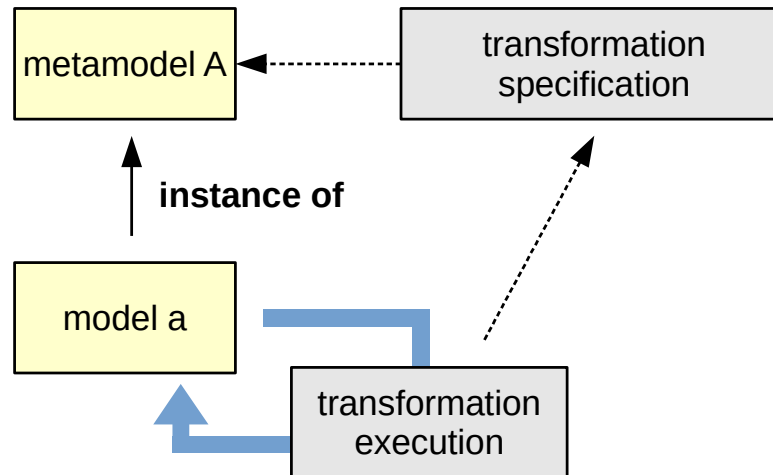 metamodel A
transformation
specification
instance of
model a
transformation
execution